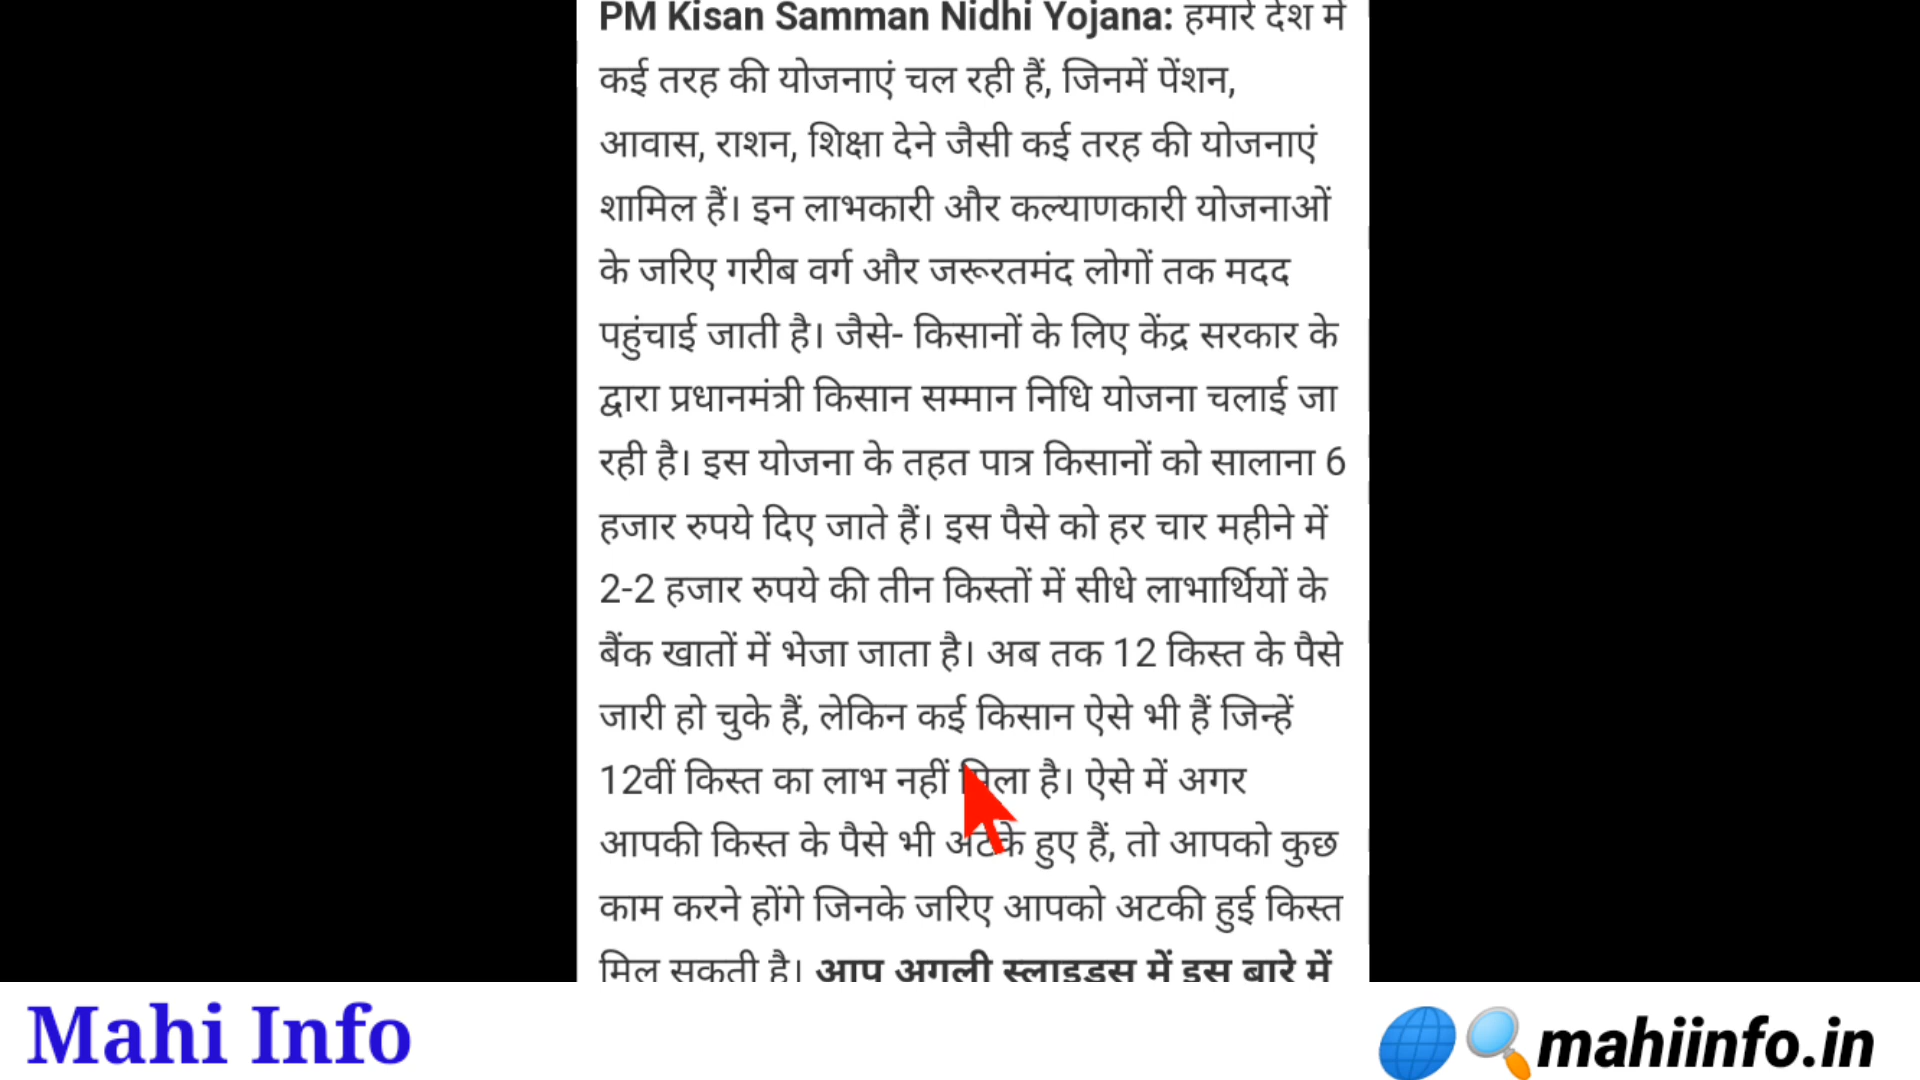 PM Kisan Samman Nidhi Yojana: हमारे देश में
कई तरह की योजनाएं चल रही हैं, जिनमें पेंशन,
आवास, राशन, शिक्षा देने जैसी कई तरह की योजनाएं
शामिल हैं। इन लाभकारी और कल्याणकारी योजनाओं
के जरिए गरीब वर्ग और जरूरतमंद लोगों तक मदद
पहुंचाई जाती है। जैसे- किसानों के लिए केंद्र सरकार के
द्वारा प्रधानमंत्री किसान सम्मान निधि योजना चलाई जा
रही है। इस योजना के तहत पात्र किसानों को सालाना 6
हजार रुपये दिए जाते हैं। इस पैसे को हर चार महीने में
2-2 हजार रुपये की तीन किस्तों में सीधे लाभार्थियों के
बैंक खातों में भेजा जाता है। अब तक 12 किस्त के पैसे
जारी हो चुके हैं, लेकिन कई किसान ऐसे भी हैं जिन्हें
12वीं किस्त का लाभ नहीं मिला है। ऐसे में अगर
आपकी किस्त के पैसे भी अटके हुए हैं, तो आपको कुछ
काम करने होंगे जिनके जरिए आपको अटकी हुई किस्त
मिल सकती है। आप अगली स्लाइडस में इस बारे में
Mahi Info
mahiinfo.in